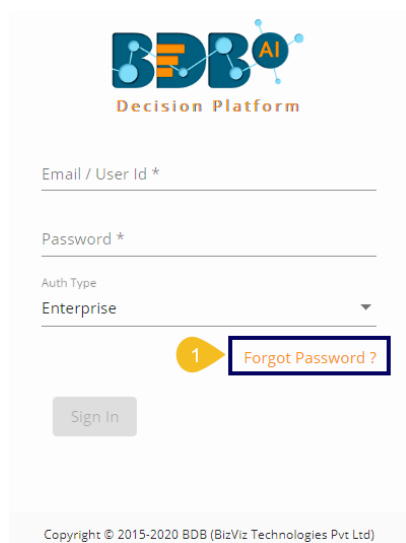 BDB AI
Decision Platform
Email / User Id *
Password *
Auth Type
Enterprise
1
Forgot Password ?
Sign In
Copyright © 2015-2020 BDB (BizViz Technologies Pvt Ltd)